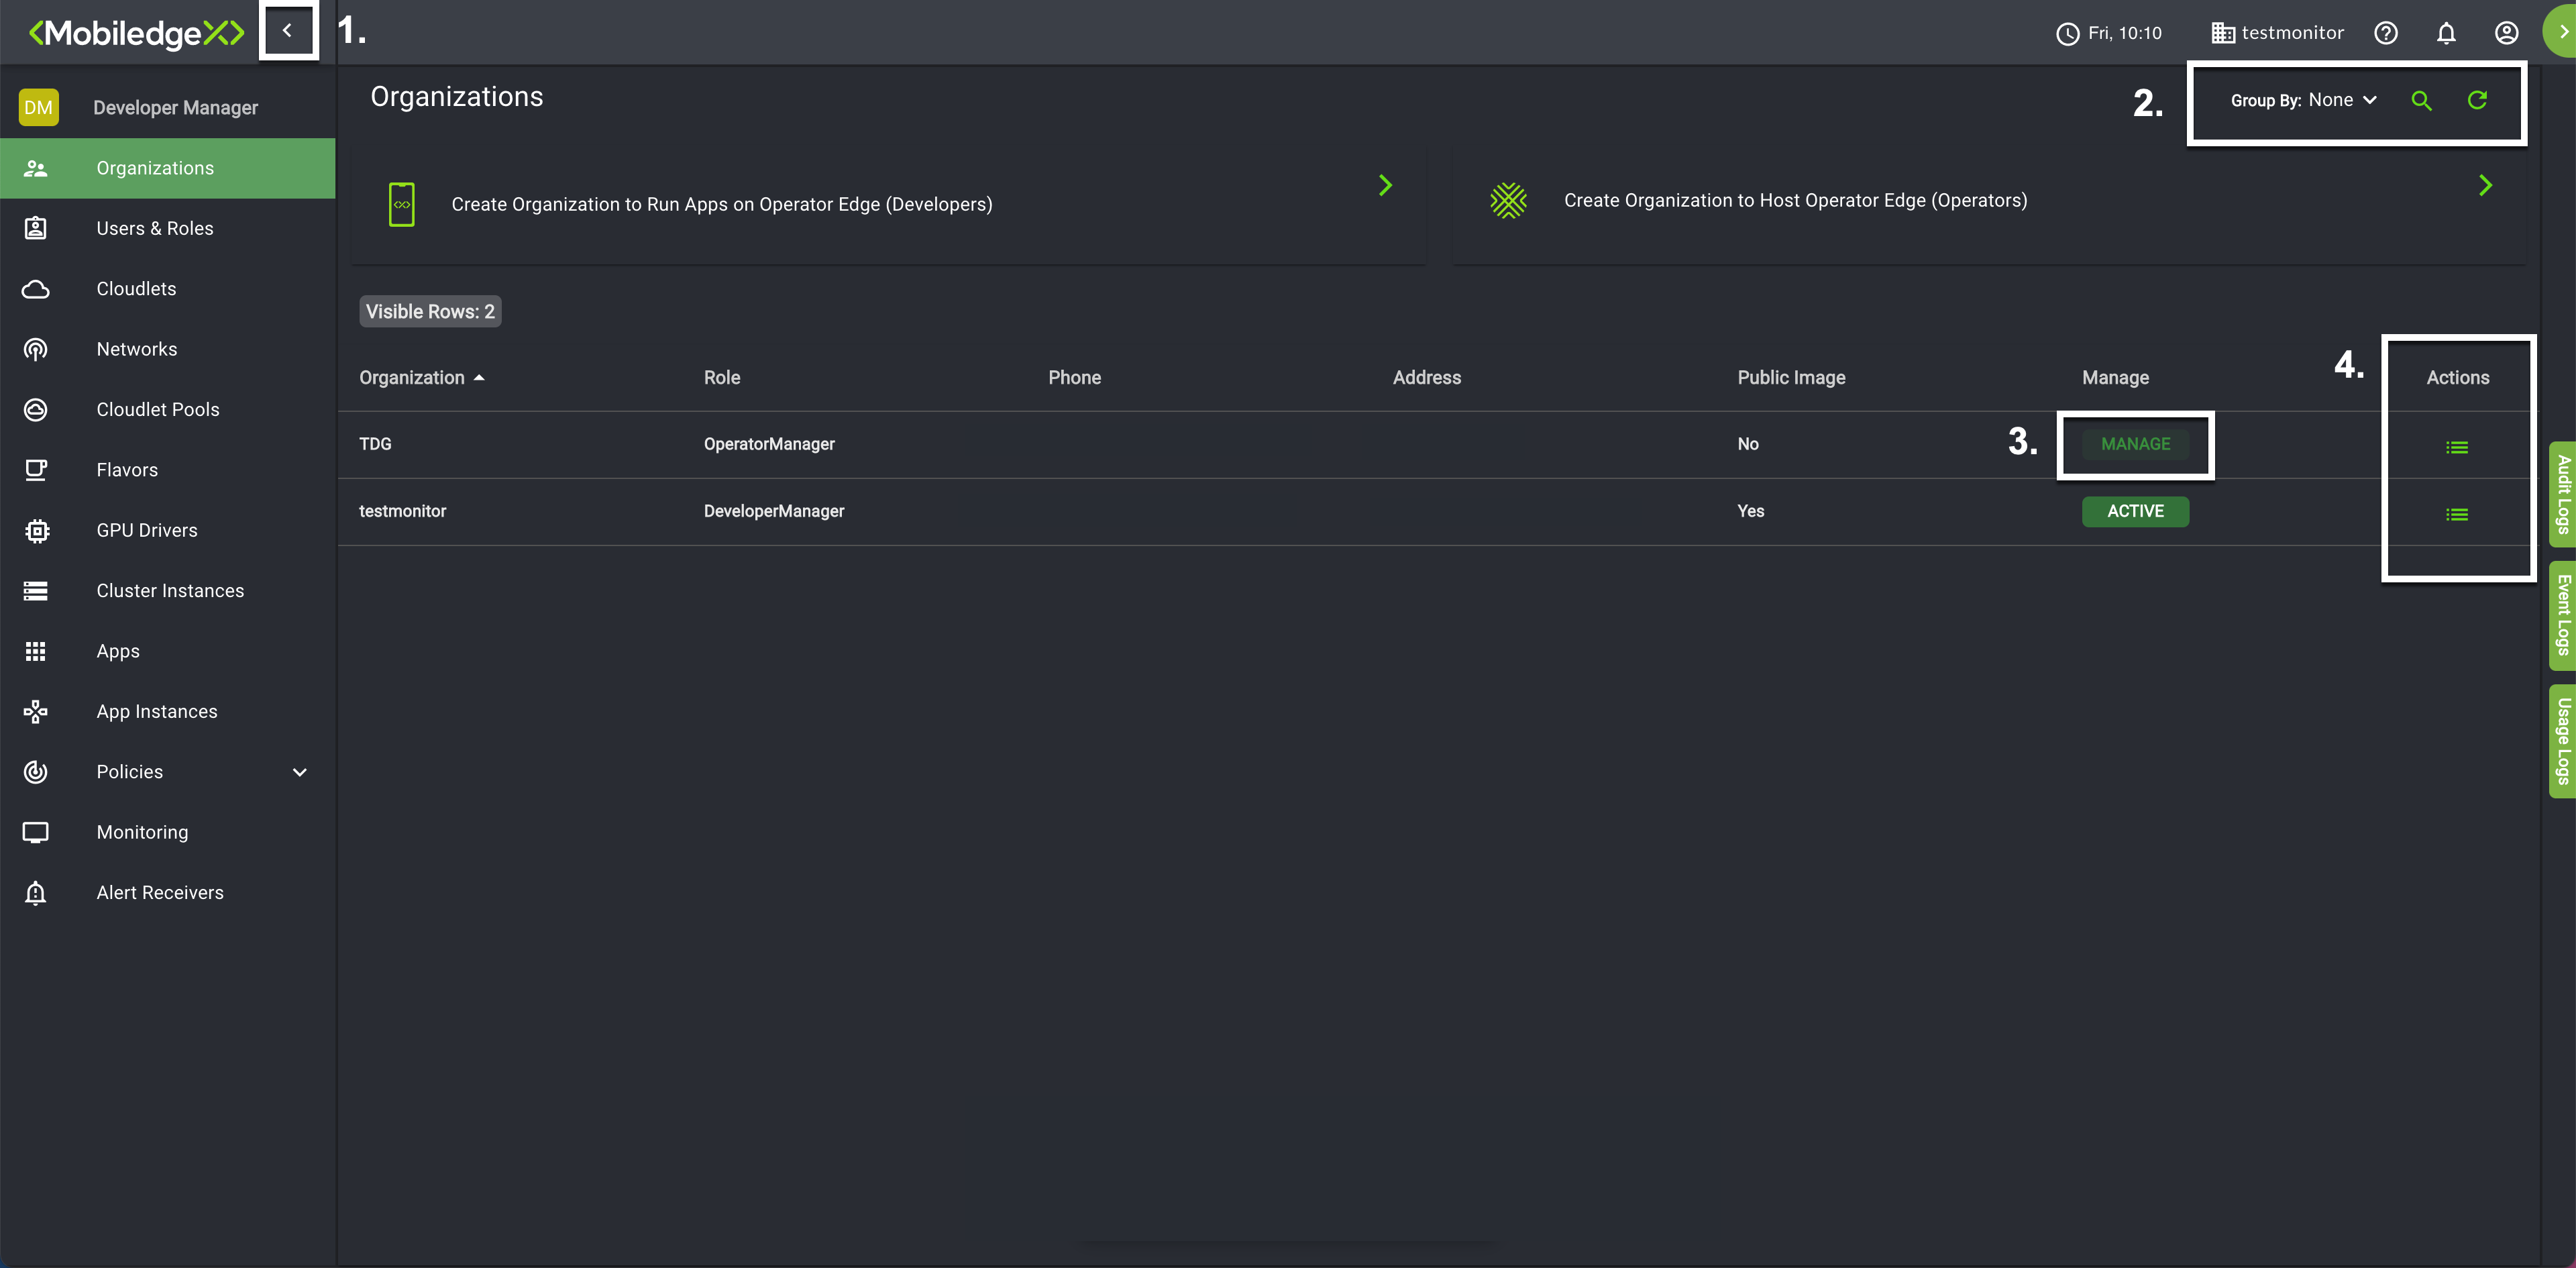 <MobiledgeX>
1.
Fri, 10:10
testmonitor
DM Developer Manager
Organizations
Users & Roles
Cloudlets
Networks
Cloudlet Pools
Flavors
GPU Drivers
Cluster Instances
Apps
App Instances
Policies
Monitoring
Alert Receivers
Organizations
2.
Group By: None
Create Organization to Run Apps on Operator Edge (Developers)
Create Organization to Host Operator Edge (Operators)
Visible Rows: 2
4.
Organization Role Phone Address Public Image Manage Actions
3.
TDG OperatorManager No MANAGE
testmonitor DeveloperManager Yes ACTIVE
Audit Logs
Event Logs
Usage Logs